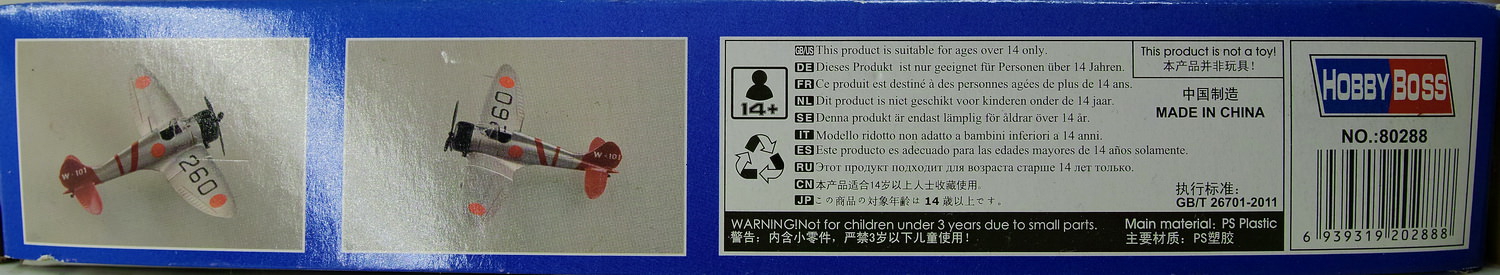 260
W-101
260
W-101
14+
GB/US This product is suitable for ages over 14 only.
DE Dieses Produkt ist nur geeignet für Personen über 14 Jahren.
FR Ce produit est destiné à des personnes agées de plus de 14 ans.
NL Dit product is niet geschikt voor kinderen onder de 14 jaar.
SE Denna produkt är endast lämplig för åldrar över 14 år.
IT Modello ridotto non adatto a bambini inferiori a 14 anni.
ES Este producto es adecuado para las edades mayores de 14 años solamente.
RU Этот продукт подходит для возраста старше 14 лет только.
CN 本产品适合14岁以上人士收藏使用.
JP この商品の対象年齢は 14 歳以上です。
This product is not a toy!
本产品并非玩具！
中国制造
MADE IN CHINA
执行标准：
GB/T 26701-2011
WARNING!Not for children under 3 years due to small parts.
警告：内含小零件，严禁3岁以下儿童使用！
Main material: PS Plastic
主要材质：PS塑胶
HOBBY BOSS
NO.:80288
6 939319 202888